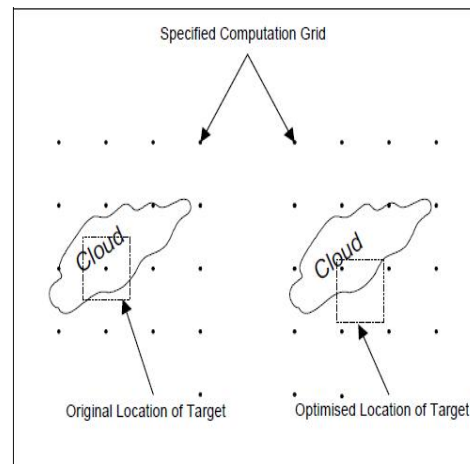 Specified Computation Grid
Cloud
Cloud
Original Location of Target
Optimised Location of Target